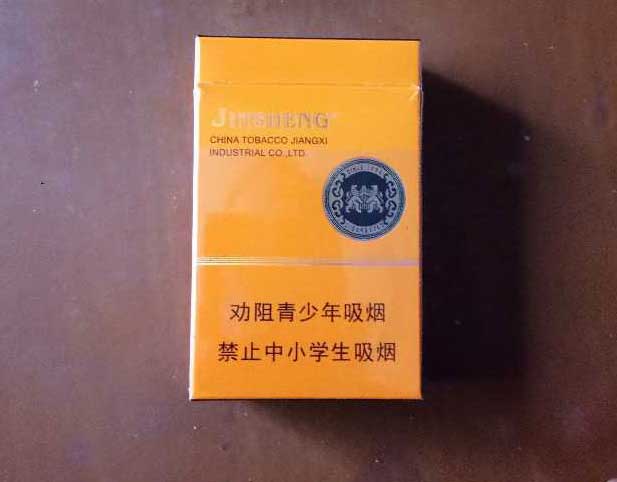 JINSHENG
CHINA TOBACCO JIANGXI
INDUSTRIAL CO.,LTD.
劝阻青少年吸烟
禁止中小学生吸烟